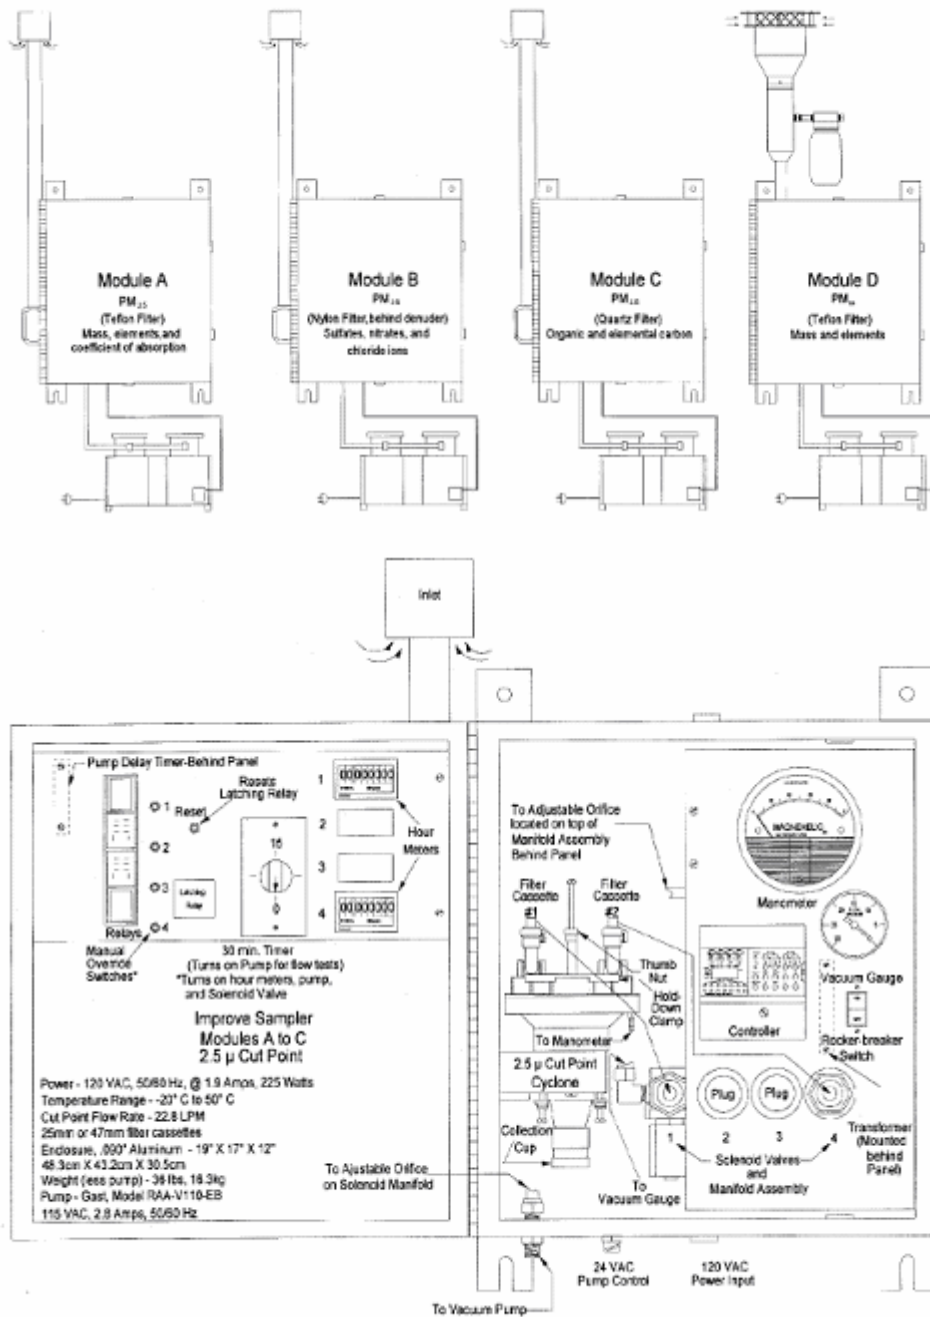 Module A
(Teflon Filter)
Mass, elements, and
coefficient of absorption
Module B
(Nylon Filter, behind denuder)
Sulfates, nitrates, and
chloride ions
Module C
(Quartz Filter)
Organic and elemental carbon
Module D
(Teflon Filter)
Mass and elements
Inlet
Pump Delay Timer-Behind Panel
Resets
Latching Relay
Reset
1
2
3
4
Latching
Relay
Relays
Manual
Override
Switches*
16
0
1
2
3
4
Hour
Meters
30 min. Timer
(Turns on Pump for flow tests)
*Turns on hour meters, pump,
and Solenoid Valve
Improve Sampler
Modules A to C
2.5 µ Cut Point
Power - 120 VAC, 50/60 Hz, @ 1.9 Amps, 225 Watts
Temperature Range - -20° C to 50° C
Cut Point Flow Rate - 22.8 LPM
25mm or 47mm filter cassettes
Enclosure, .090" Aluminum - 19" X 17" X 12"
48.3cm X 43.2cm X 30.5cm
Weight (less pump) - 36 lbs, 16.3kg
Pump - Gast, Model RAA-V110-EB
115 VAC, 2.8 Amps, 50/60 Hz
To Adjustable Orifice
located on top of
Manifold Assembly
Behind Panel
Filter
Cassette
#1
Filter
Cassette
#2
MAGNEHELIC
Manometer
Thumb
Nut
Hold-
Down
Clamp
To Manometer
2.5 µ Cut Point
Cyclone
Collection
Cup
Controller
Vacuum Gauge
Rocker-breaker
Switch
Plug
Plug
1
2
3
4
Solenoid Valves
and
Manifold Assembly
Transformer
(Mounted
behind
Panel)
To
Vacuum Gauge
To Ajustable Orifice
on Solenoid Manifold
24 VAC
Pump Control
120 VAC
Power Input
To Vacuum Pump